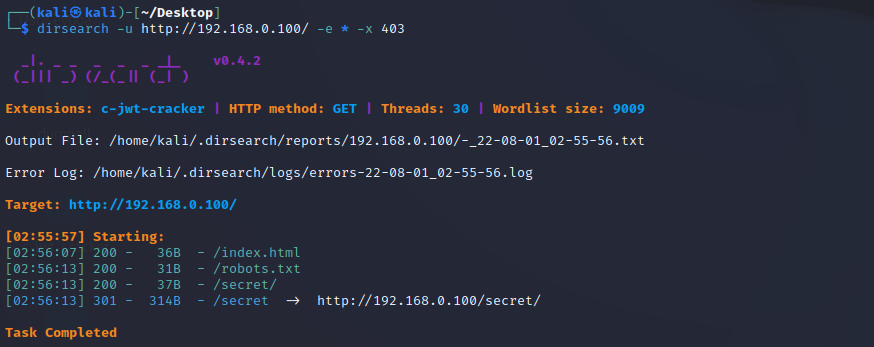 (kali㉿kali)-[~/Desktop]
$ dirsearch -u http://192.168.0.100/ -e * -x 403
v0.4.2
Extensions: c-jwt-cracker | HTTP method: GET | Threads: 30 | Wordlist size: 9009
Output File: /home/kali/.dirsearch/reports/192.168.0.100/-_22-08-01_02-55-56.txt
Error Log: /home/kali/.dirsearch/logs/errors-22-08-01_02-55-56.log
Target: http://192.168.0.100/
[02:55:57] Starting:
[02:56:07] 200 - 36B - /index.html
[02:56:13] 200 - 31B - /robots.txt
[02:56:13] 200 - 37B - /secret/
[02:56:13] 301 - 314B - /secret → http://192.168.0.100/secret/
Task Completed